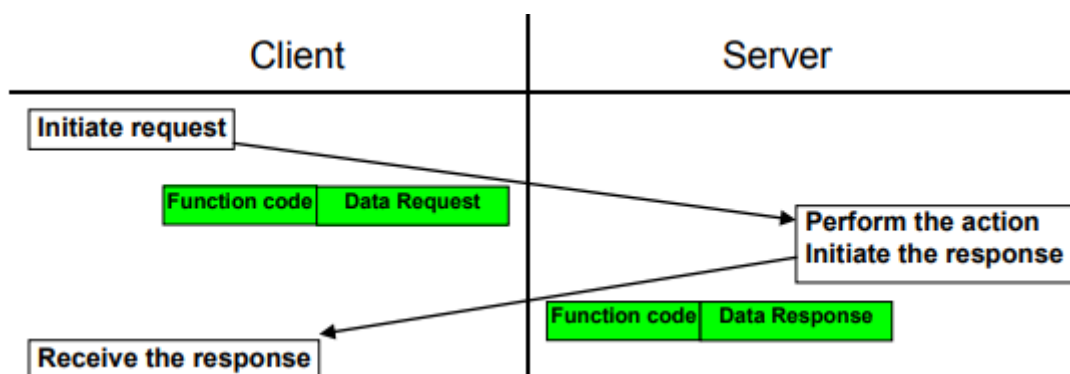 Client
Server
Initiate request
Function code Data Request
Perform the action
Initiate the response
Function code Data Response
Receive the response